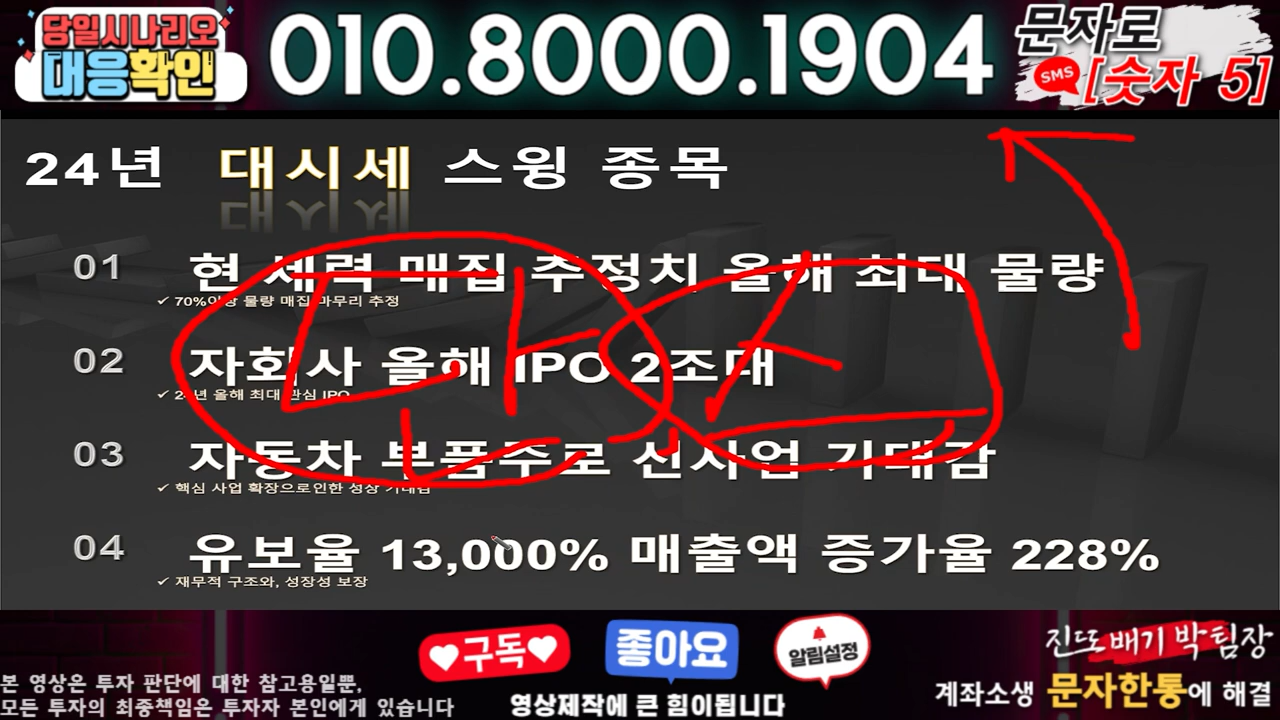 당일시나리오
대응확인
010.8000.1904
문자로
SMS [숫자 5]
24년 대시세 스윙 종목
01 현 세력 매집 추정치 올해 최대 물량
✓ 70%이상 물량 매집 마무리 추정
02 자회사 올해 IPO 2조대
✓ 24년 올해 최대 관심 IPO
03 자동차 부품주로 신사업 기대감
✓ 핵심 사업 확장으로인한 성장 기대감
04 유보율 13,000% 매출액 증가율 228%
✓ 재무적 구조와, 성장성 보장
구독
좋아요
알림설정
영상제작에 큰 힘이됩니다
본 영상은 투자 판단에 대한 참고용일뿐,
모든 투자의 최종책임은 투자자 본인에게 있습니다
진또배기 박팀장
계좌소생 문자한통에 해결